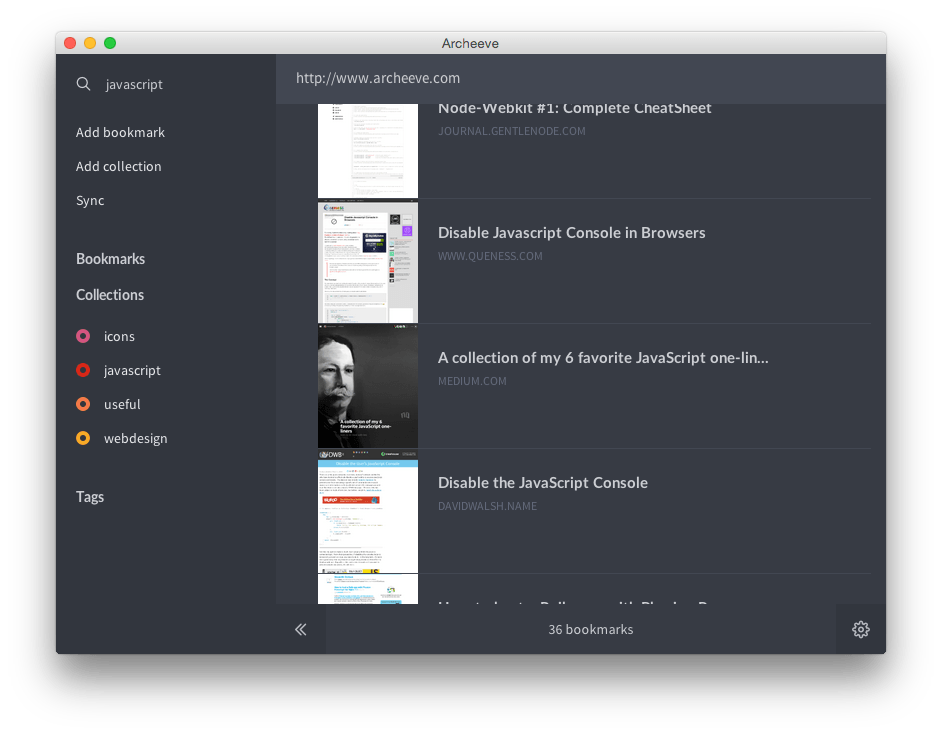 Archeeve
javascript
Add bookmark
Add collection
Sync
Bookmarks
Collections
icons
javascript
useful
webdesign
Tags
http://www.archeeve.com
Node-Webkit #1: Complete CheatSheet
JOURNAL.GENTLENODE.COM
Disable Javascript Console in Browsers
WWW.QUENESS.COM
A collection of my 6 favorite JavaScript one-lin...
MEDIUM.COM
A collection of my 6
favorite JavaScript one-
liners
Disable the JavaScript Console
DAVIDWALSH.NAME
36 bookmarks